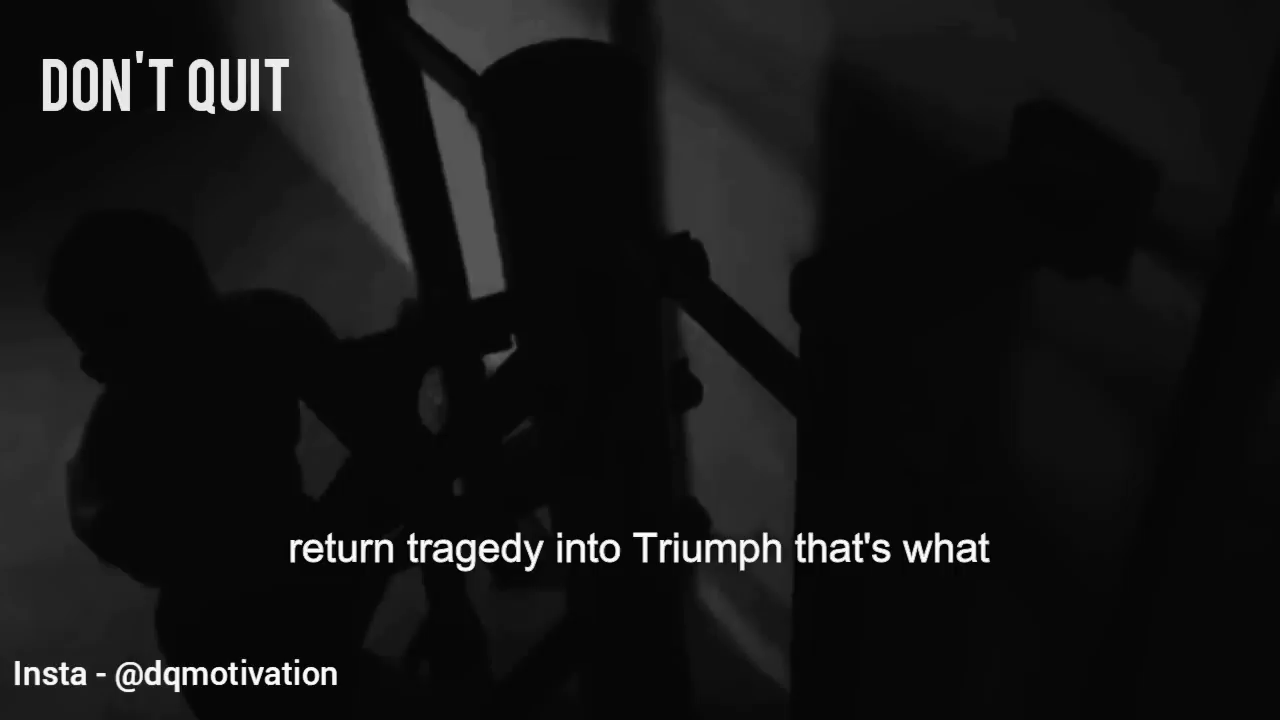 DON'T QUIT
return tragedy into Triumph that's what
Insta - @dqmotivation